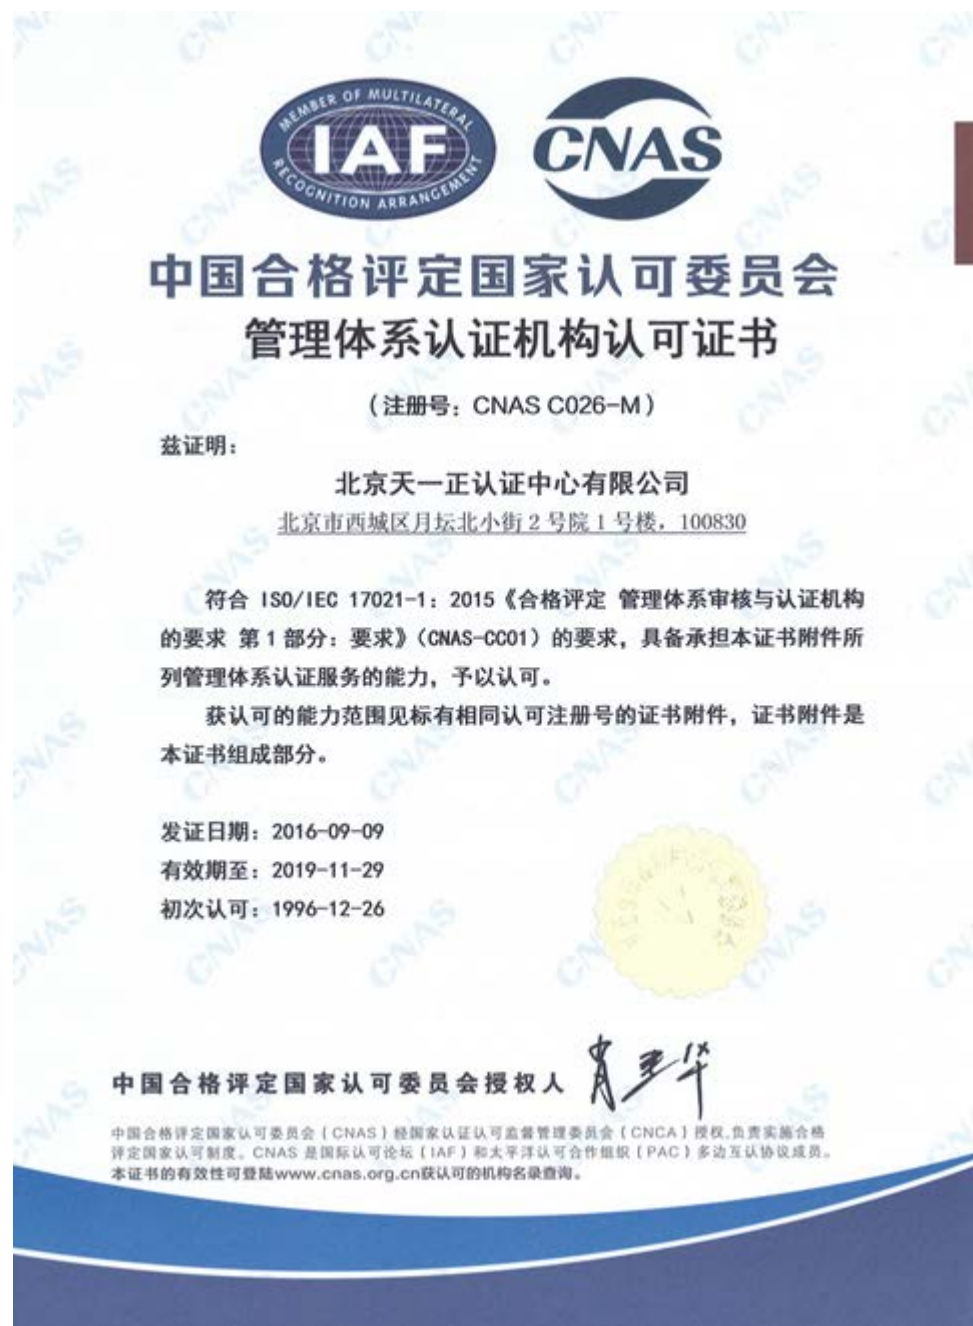 MEMBER OF MULTILATERAL
IAF
RECOGNITION ARRANGEMENT
CNAS
中国合格评定国家认可委员会
管理体系认证机构认可证书
（注册号：CNAS C026-M）
兹证明：
北京天一正认证中心有限公司
北京市西城区月坛北小街 2 号院 1 号楼，100830
符合 ISO/IEC 17021-1：2015《合格评定 管理体系审核与认证机构
的要求 第 1 部分：要求》（CNAS-CC01）的要求，具备承担本证书附件所
列管理体系认证服务的能力，予以认可。
获认可的能力范围见标有相同认可注册号的证书附件，证书附件是
本证书组成部分。
发证日期：2016-09-09
有效期至：2019-11-29
初次认可：1996-12-26
中国合格评定国家认可委员会授权人
中国合格评定国家认可委员会（CNAS）经国家认证认可监督管理委员会（CNCA）授权,负责实施合格
评定国家认可制度。CNAS 是国际认可论坛（IAF）和太平洋认可合作组织（PAC）多边互认协议成员。
本证书的有效性可登陆www.cnas.org.cn获认可的机构名录查询。